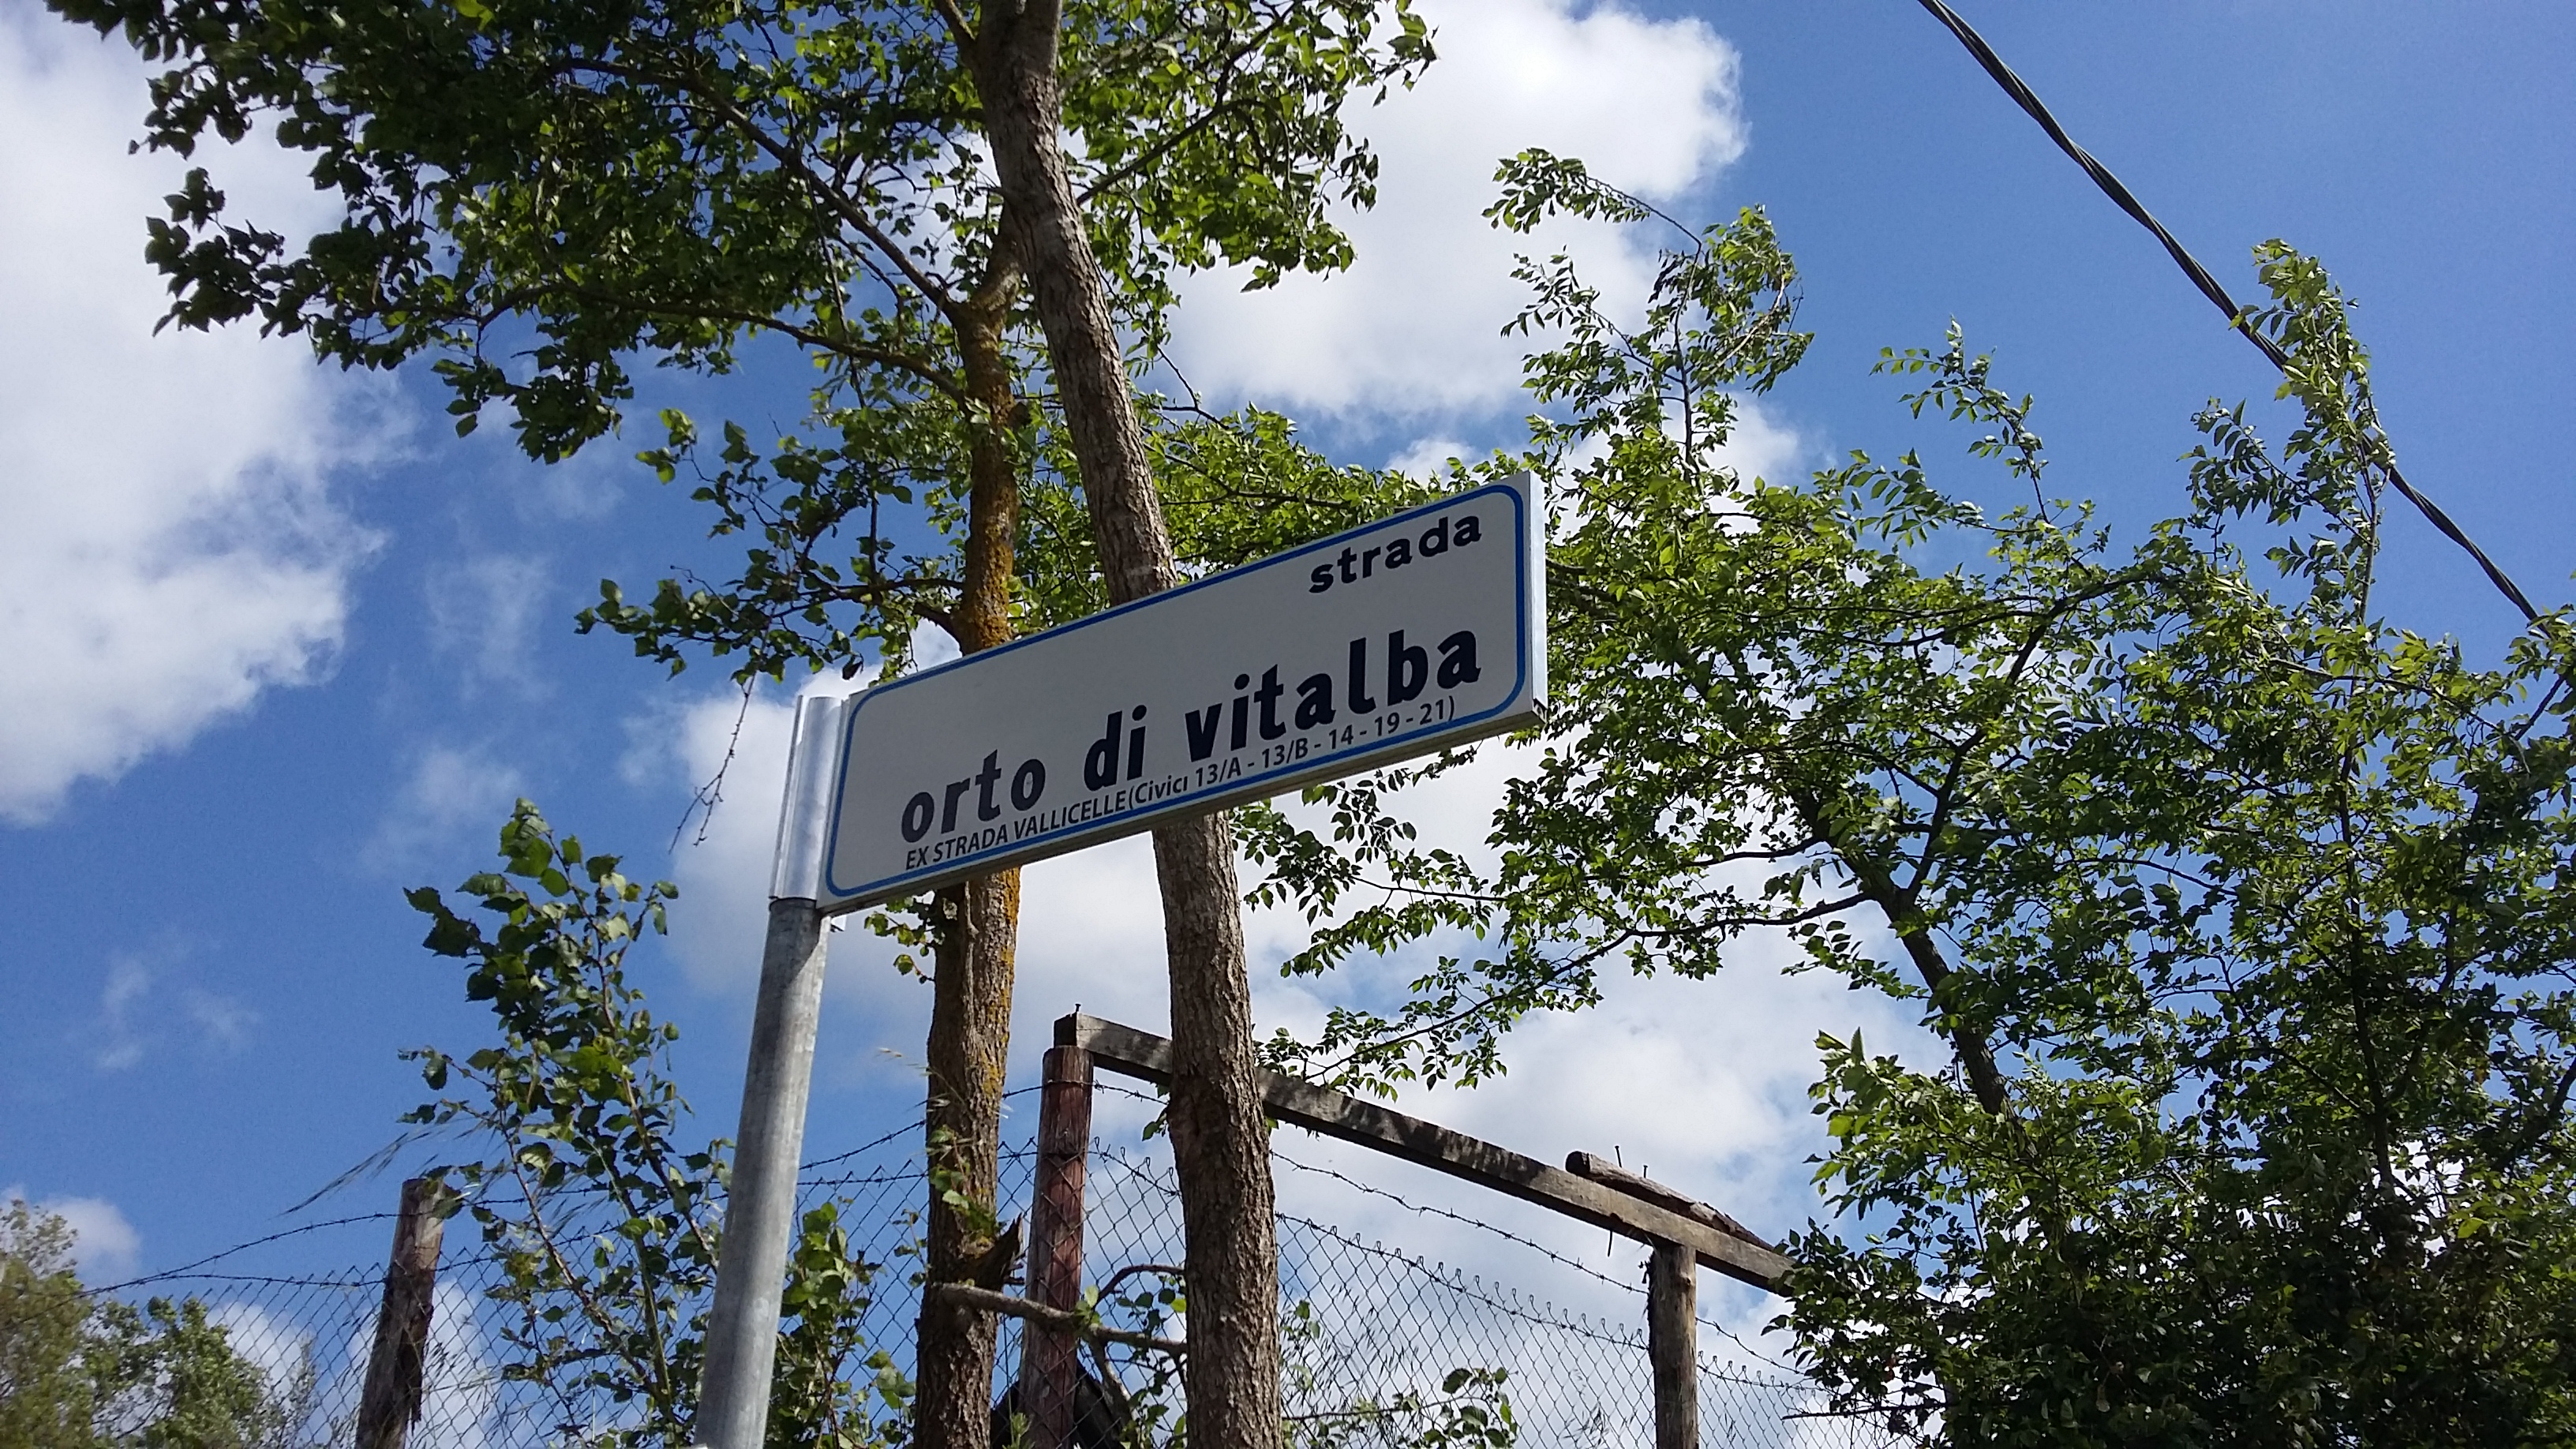 strada
orto di vitalba
EX STRADA VALLICELLE (Civici 13/A - 13/B - 14 - 19 - 21)